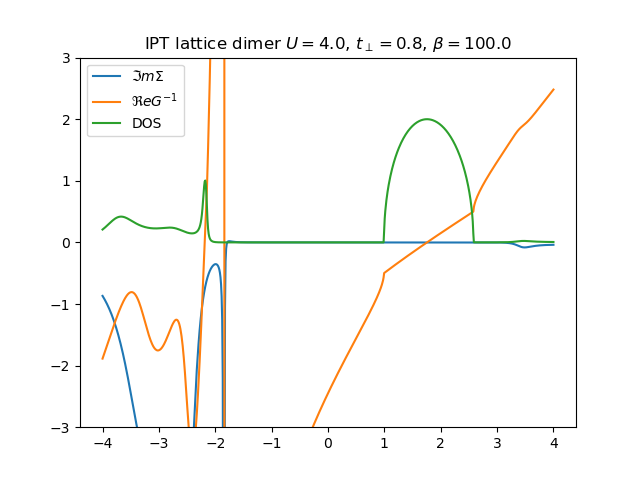 IPT lattice dimer U = 4.0, t⊥ = 0.8, β = 100.0
ℑmΣ
ℜeG⁻¹
DOS
3
2
1
0
−1
−2
−3
−4 −3 −2 −1 0 1 2 3 4